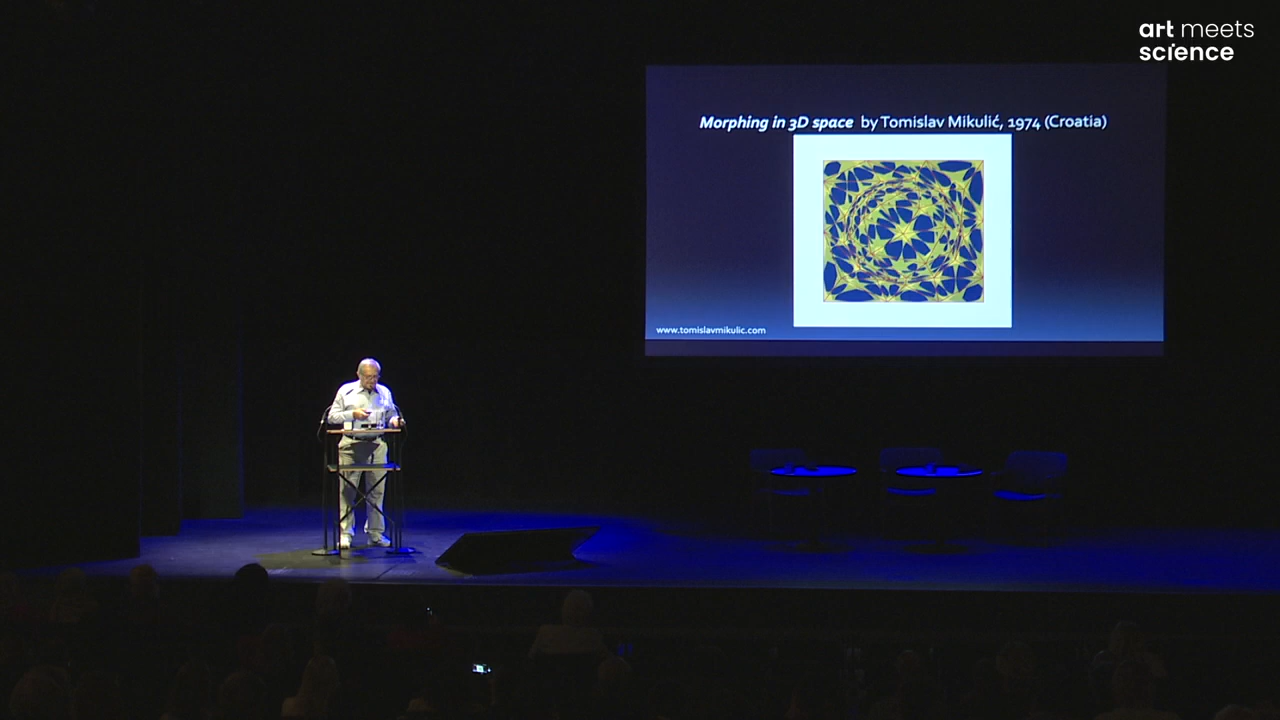 art meets
science
Morphing in 3D space by Tomislav Mikulić, 1974 (Croatia)
www.tomislavmikulic.com